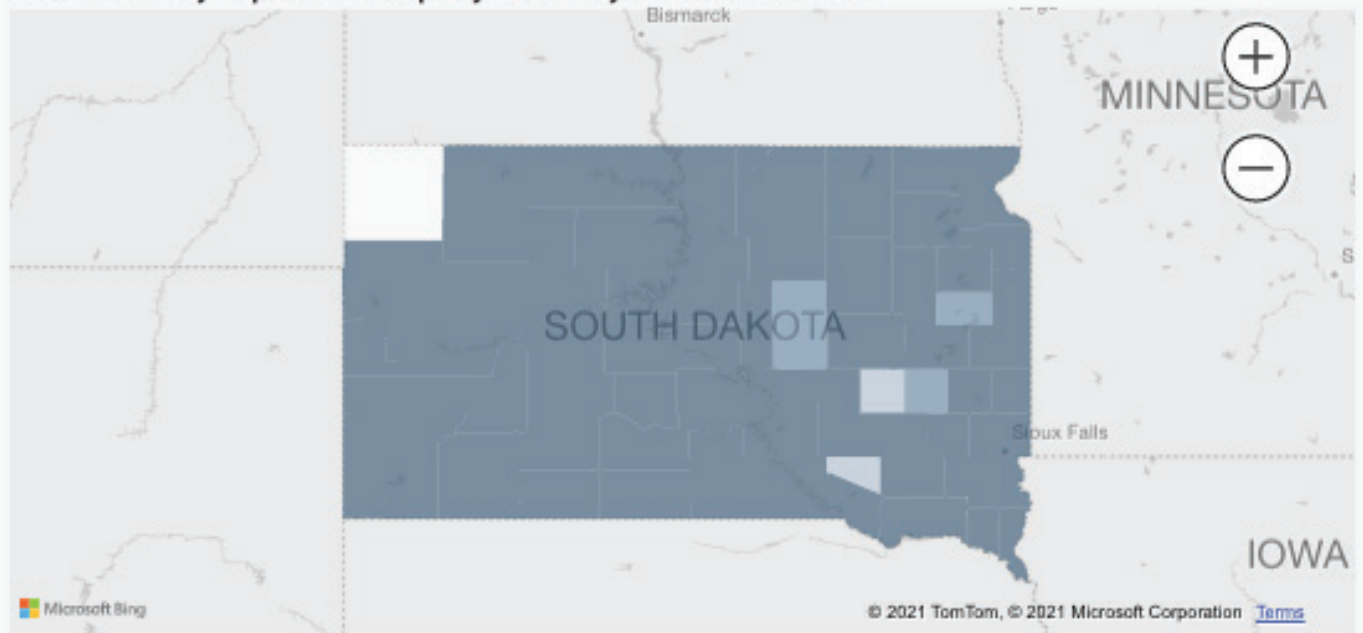 Bismarck
MINNESOTA
SOUTH DAKOTA
Sioux Falls
IOWA
Microsoft Bing
© 2021 TomTom, © 2021 Microsoft Corporation Terms